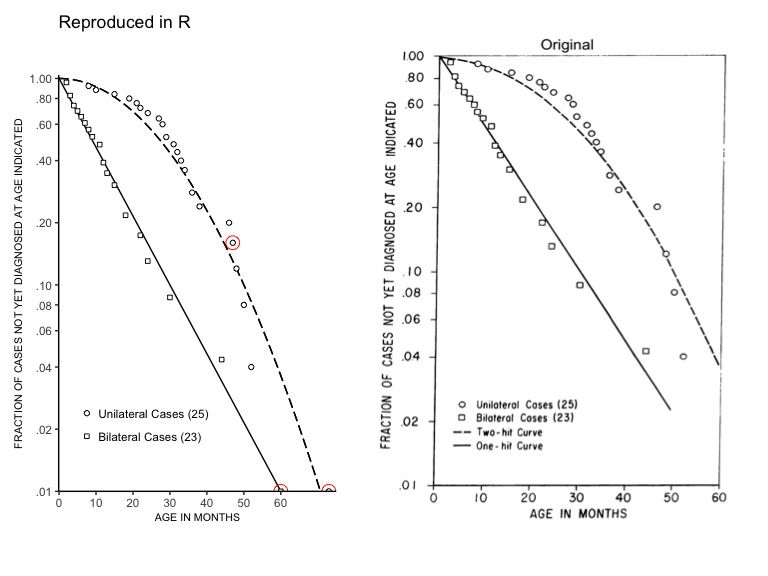 Reproduced in R
1.00
.80
.60
.40
.20
.10
.08
.06
.04
.02
.01
FRACTION OF CASES NOT YET DIAGNOSED AT AGE INDICATED
Unilateral Cases (25)
Bilateral Cases (23)
0 10 20 30 40 50 60
AGE IN MONTHS
Original
1.00
.80
.60
.40
.20
.10
.08
.06
.04
.02
.01
FRACTION OF CASES NOT YET DIAGNOSED AT AGE INDICATED
Unilateral Cases (25)
Bilateral Cases (23)
Two-hit Curve
One-hit Curve
0 10 20 30 40 50 60
AGE IN MONTHS